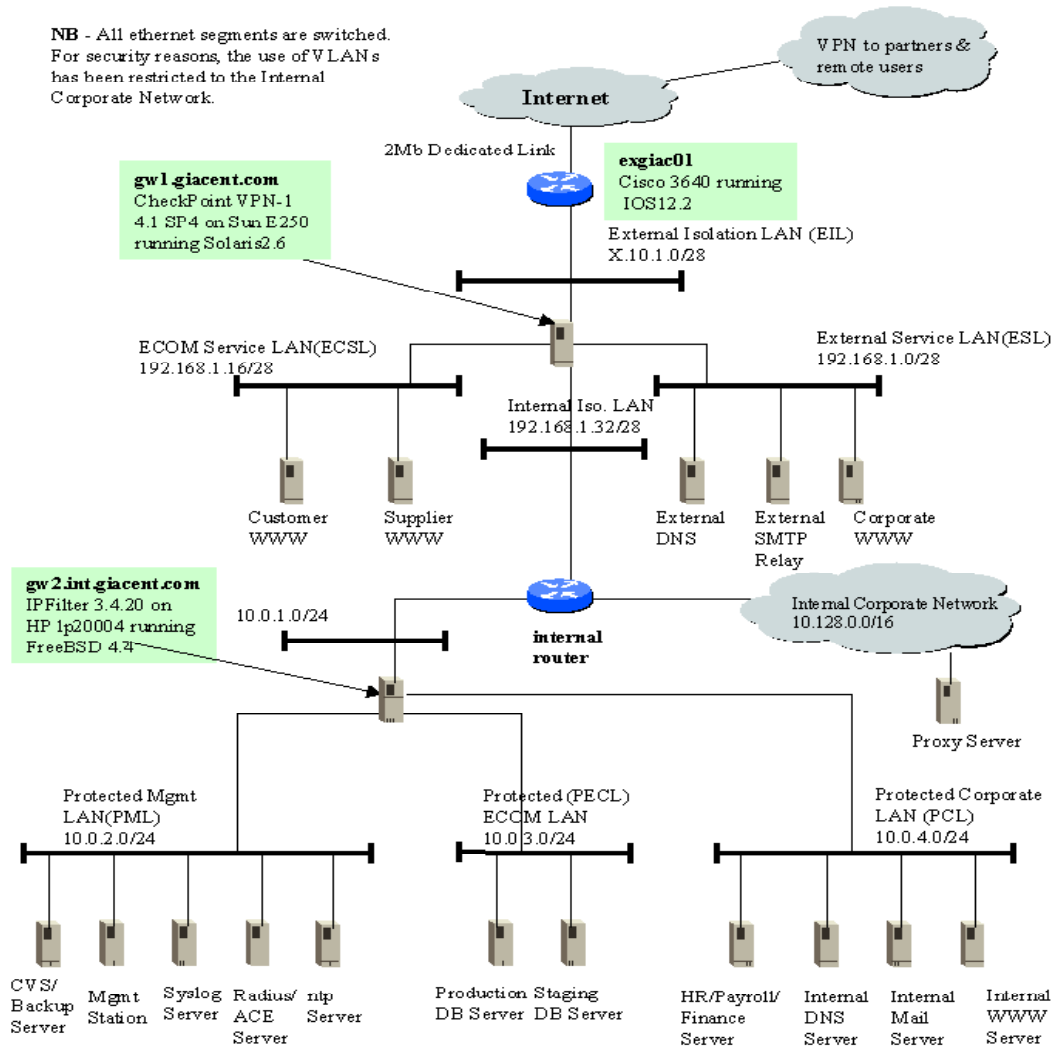 NB - All ethernet segments are switched.
For security reasons, the use of VLANs
has been restricted to the Internal
Corporate Network.
VPN to partners &
remote users
Internet
2Mb Dedicated Link
exgiac01
Cisco 3640 running
IOS12.2
gw1.giacent.com
CheckPoint VPN-1
4.1 SP4 on Sun E250
running Solaris2.6
External Isolation LAN (EIL)
X.10.1.0/28
ECOM Service LAN(ECSL)
192.168.1.16/28
External Service LAN(ESL)
192.168.1.0/28
Internal Iso. LAN
192.168.1.32/28
Customer
WWW
Supplier
WWW
External
DNS
External
SMTP
Relay
Corporate
WWW
gw2.int.giacent.com
IPFilter 3.4.20 on
HP lp20004 running
FreeBSD 4.4
10.0.1.0/24
internal
router
Internal Corporate Network
10.128.0.0/16
Proxy Server
Protected Mgmt
LAN(PML)
10.0.2.0/24
Protected (PECL)
ECOM LAN
10.0.3.0/24
Protected Corporate
LAN (PCL)
10.0.4.0/24
CVS/
Backup
Server
Mgmt
Station
Syslog
Server
Radius/
ACE
Server
ntp
Server
Production
DB Server
Staging
DB Server
HR/Payroll/
Finance
Server
Internal
DNS
Server
Internal
Mail
Server
Internal
WWW
Server